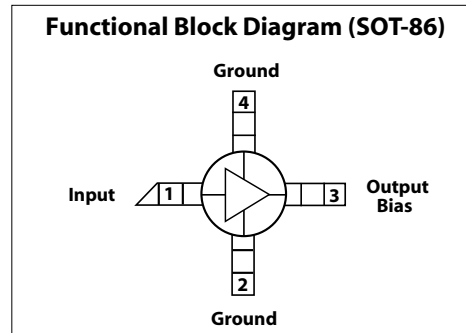 Functional Block Diagram (SOT-86)
Ground
4
Input
1
3
Output
Bias
2
Ground